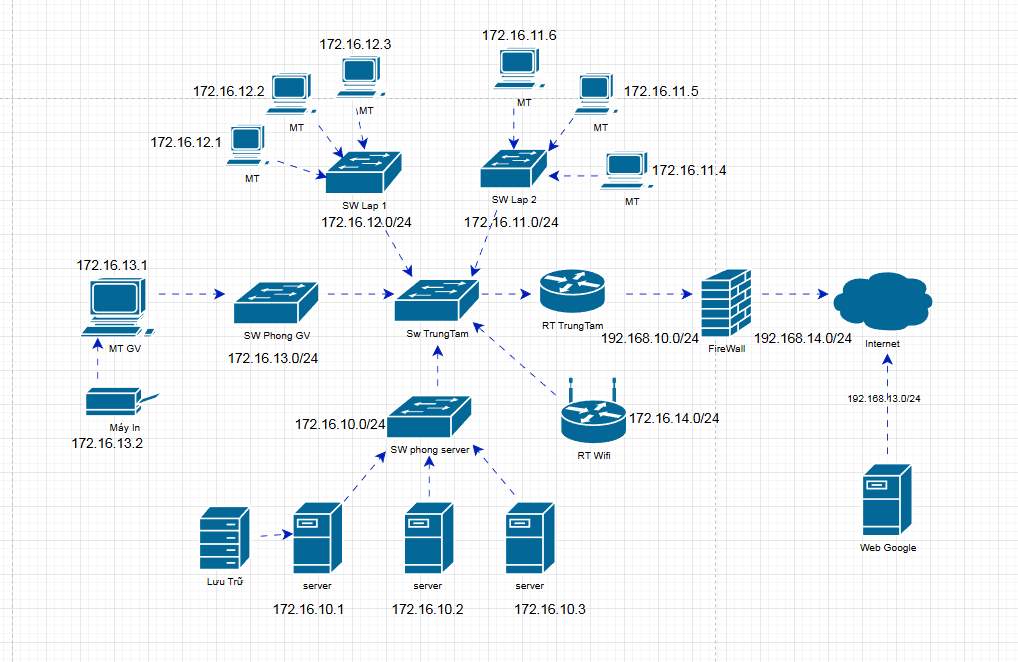 172.16.11.6
172.16.12.3
172.16.12.2
172.16.11.5
MT
MT
MT
MT
172.16.12.1
172.16.11.4
MT
MT
SW Lap 1
SW Lap 2
172.16.12.0/24
172.16.11.0/24
172.16.13.1
RT TrungTam
SW Phong GV
Sw TrungTam
192.168.10.0/24
192.168.14.0/24
MT GV
FireWall
Internet
172.16.13.0/24
192.168.13.0/24
Máy In
172.16.13.2
172.16.10.0/24
172.16.14.0/24
SW phong server
RT Wifi
Web Google
Lưu Trữ
server
server
server
172.16.10.1
172.16.10.2
172.16.10.3